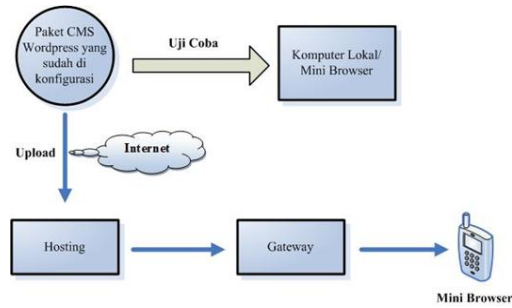 Paket CMS
Wordpress yang
sudah di
konfigurasi
Uji Coba
Komputer Lokal/
Mini Browser
Upload
Internet
Hosting
Gateway
Mini Browser